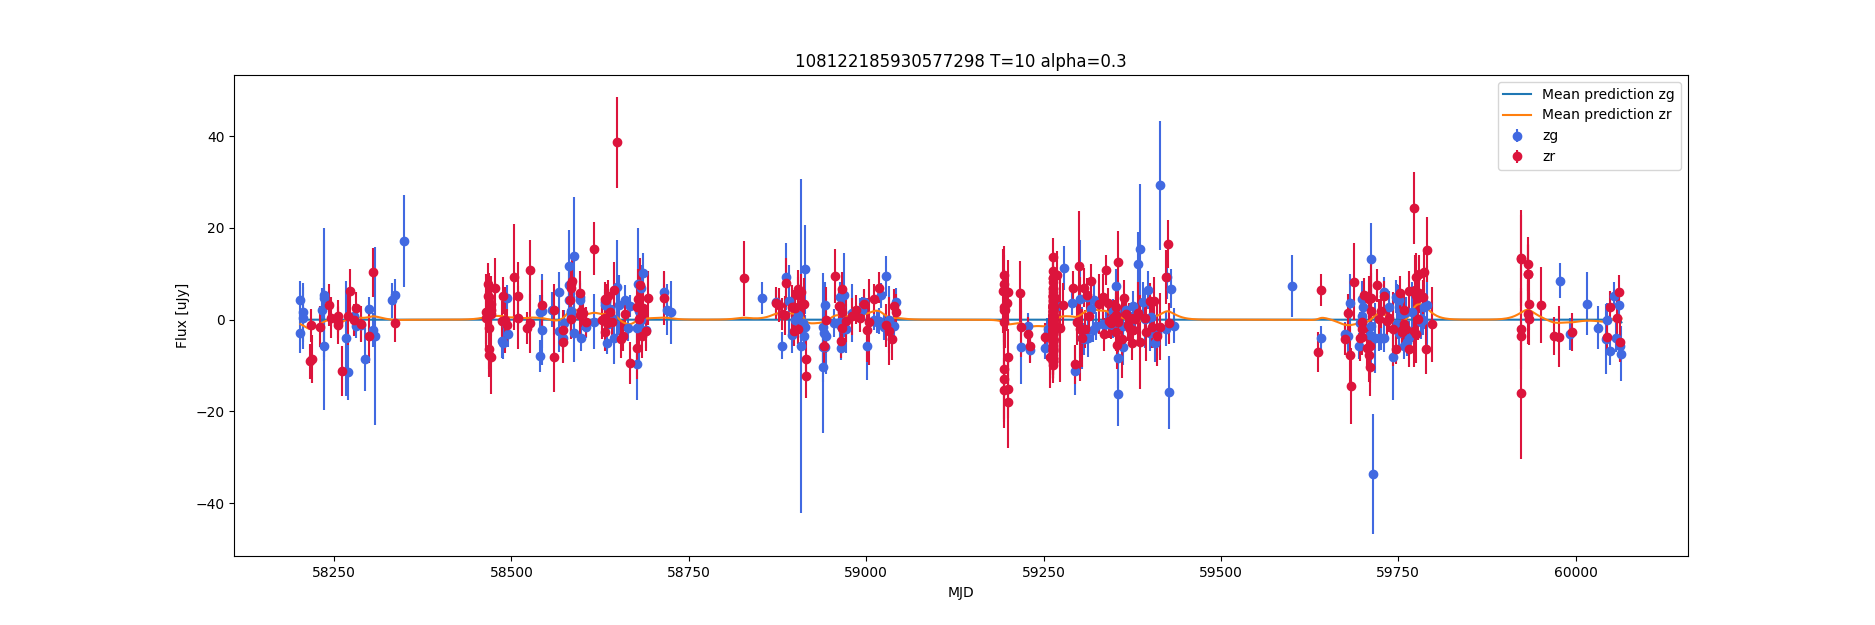 108122185930577298 T=10 alpha=0.3
Mean prediction zg
Mean prediction zr
zg
zr
Flux [uJy]
40
20
0
−20
−40
58250 58500 58750 59000 59250 59500 59750 60000
MJD